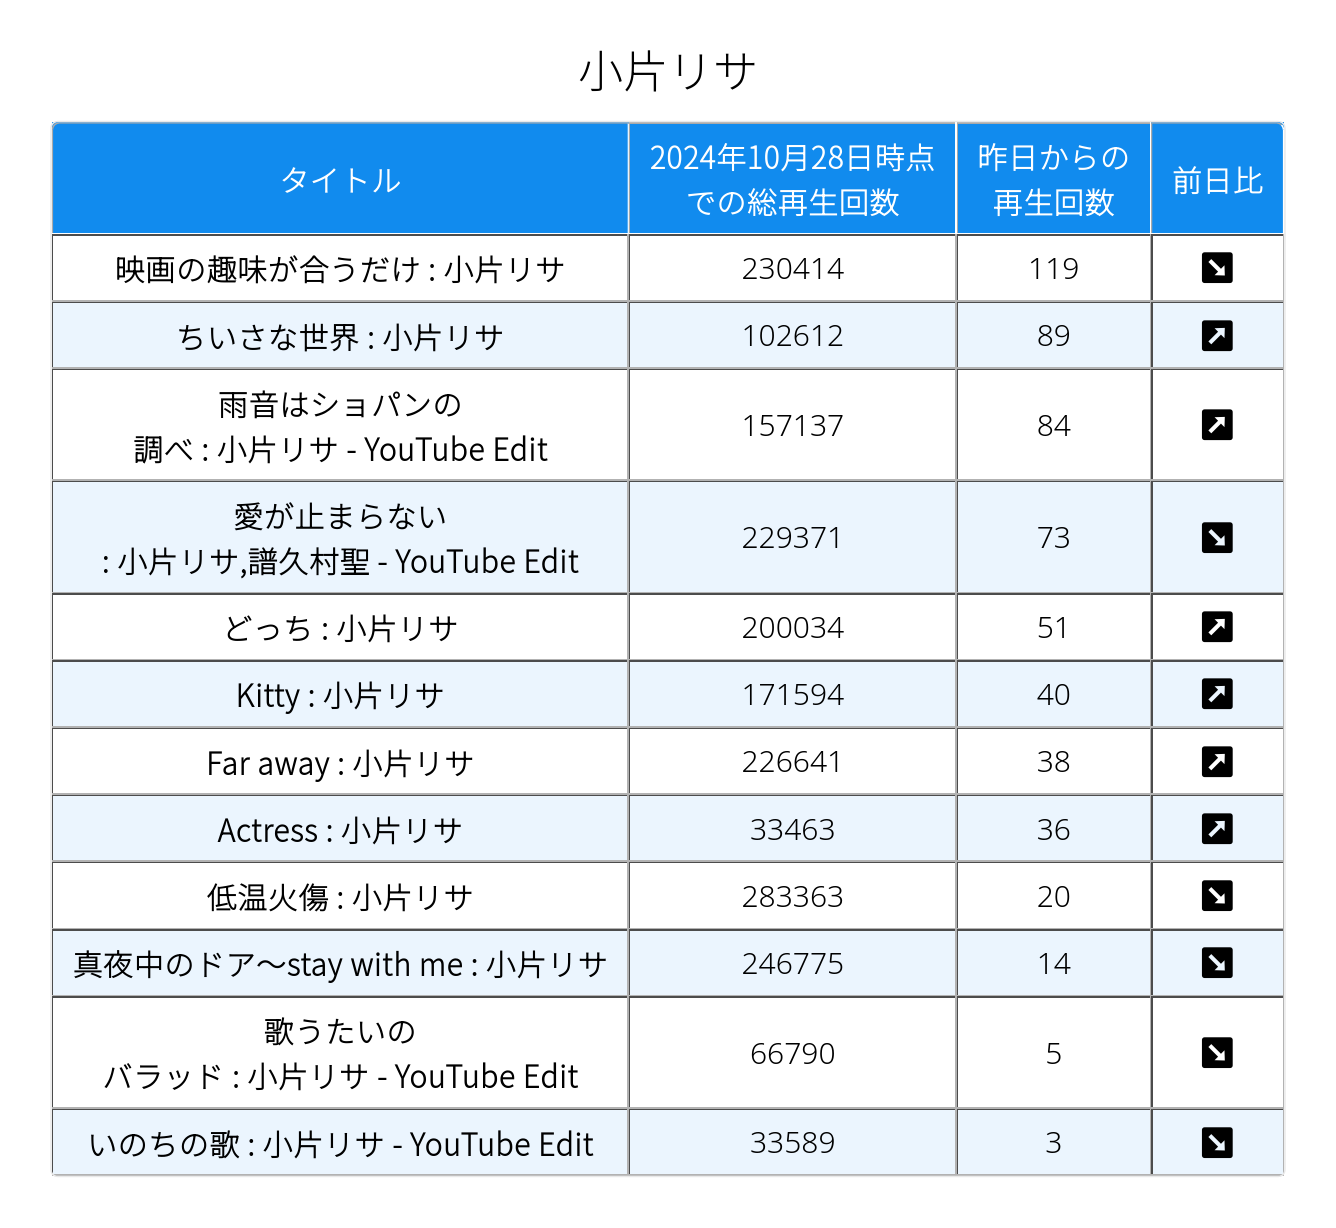 小片リサ
タイトル
2024年10月28日時点
での総再生回数
昨日からの
再生回数
前日比
映画の趣味が合うだけ : 小片リサ
230414
119
ちいさな世界 : 小片リサ
102612
89
雨音はショパンの
調べ : 小片リサ - YouTube Edit
157137
84
愛が止まらない
: 小片リサ,譜久村聖 - YouTube Edit
229371
73
どっち : 小片リサ
200034
51
Kitty : 小片リサ
171594
40
Far away : 小片リサ
226641
38
Actress : 小片リサ
33463
36
低温火傷 : 小片リサ
283363
20
真夜中のドア〜stay with me : 小片リサ
246775
14
歌うたいの
バラッド : 小片リサ - YouTube Edit
66790
5
いのちの歌 : 小片リサ - YouTube Edit
33589
3